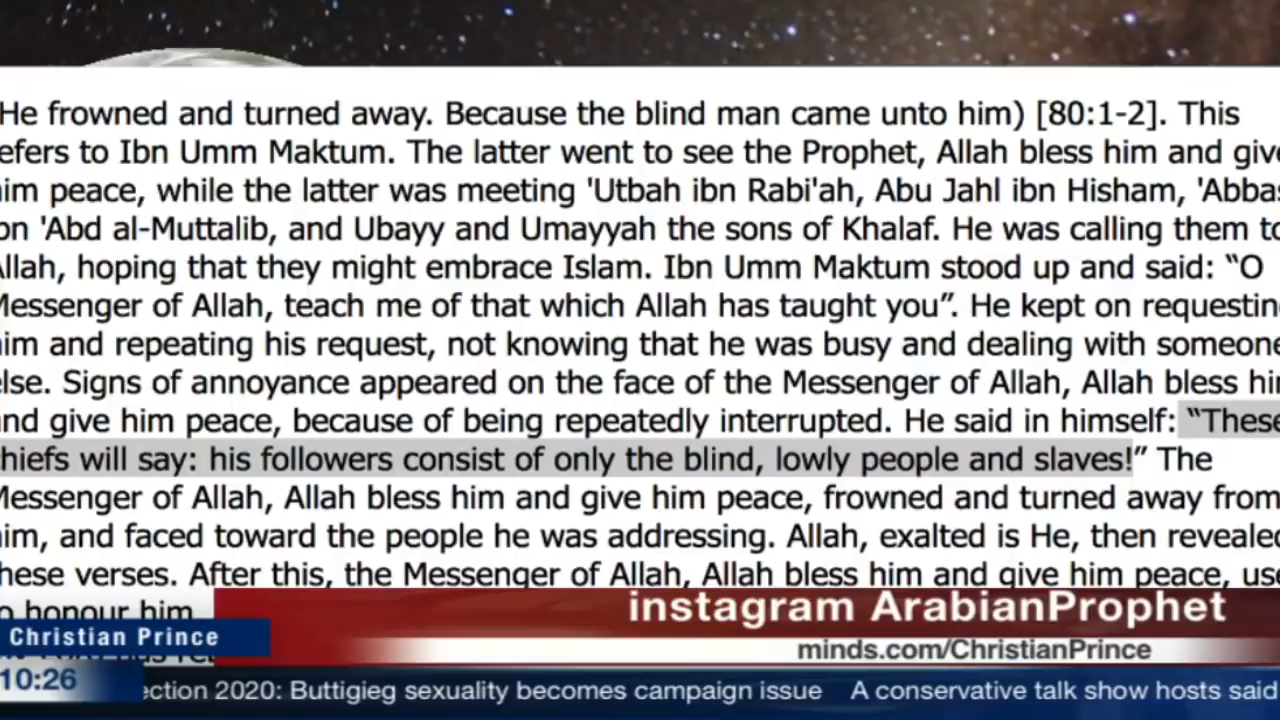 He frowned and turned away. Because the blind man came unto him) [80:1-2]. This
efers to Ibn Umm Maktum. The latter went to see the Prophet, Allah bless him and give
im peace, while the latter was meeting 'Utbah ibn Rabi'ah, Abu Jahl ibn Hisham, 'Abbas
bn 'Abd al-Muttalib, and Ubayy and Umayyah the sons of Khalaf. He was calling them to
Allah, hoping that they might embrace Islam. Ibn Umm Maktum stood up and said: “O
Messenger of Allah, teach me of that which Allah has taught you”. He kept on requestin
im and repeating his request, not knowing that he was busy and dealing with someone
else. Signs of annoyance appeared on the face of the Messenger of Allah, Allah bless hi
and give him peace, because of being repeatedly interrupted. He said in himself: “These
hiefs will say: his followers consist of only the blind, lowly people and slaves!” The
Messenger of Allah, Allah bless him and give him peace, frowned and turned away from
him, and faced toward the people he was addressing. Allah, exalted is He, then revealed
hese verses. After this, the Messenger of Allah, Allah bless him and give him peace, use
o honour him
instagram ArabianProphet
Christian Prince
minds.com/ChristianPrince
10:26
ection 2020: Buttigieg sexuality becomes campaign issue A conservative talk show hosts said